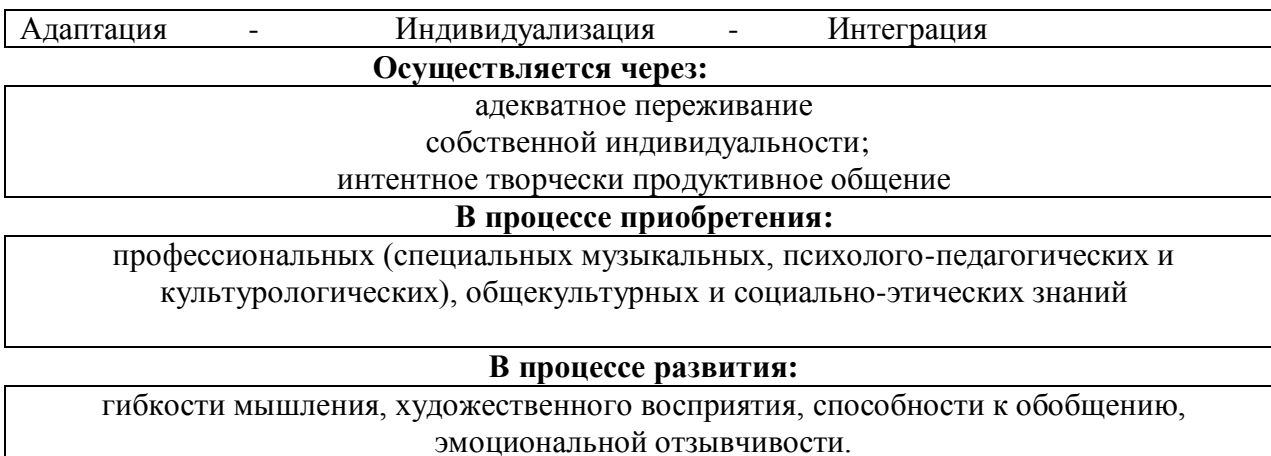 Адаптация - Индивидуализация - Интеграция
Осуществляется через:
адекватное переживание
собственной индивидуальности;
интентное творчески продуктивное общение
В процессе приобретения:
профессиональных (специальных музыкальных, психолого-педагогических и
культурологических), общекультурных и социально-этических знаний
В процессе развития:
гибкости мышления, художественного восприятия, способности к обобщению,
эмоциональной отзывчивости.